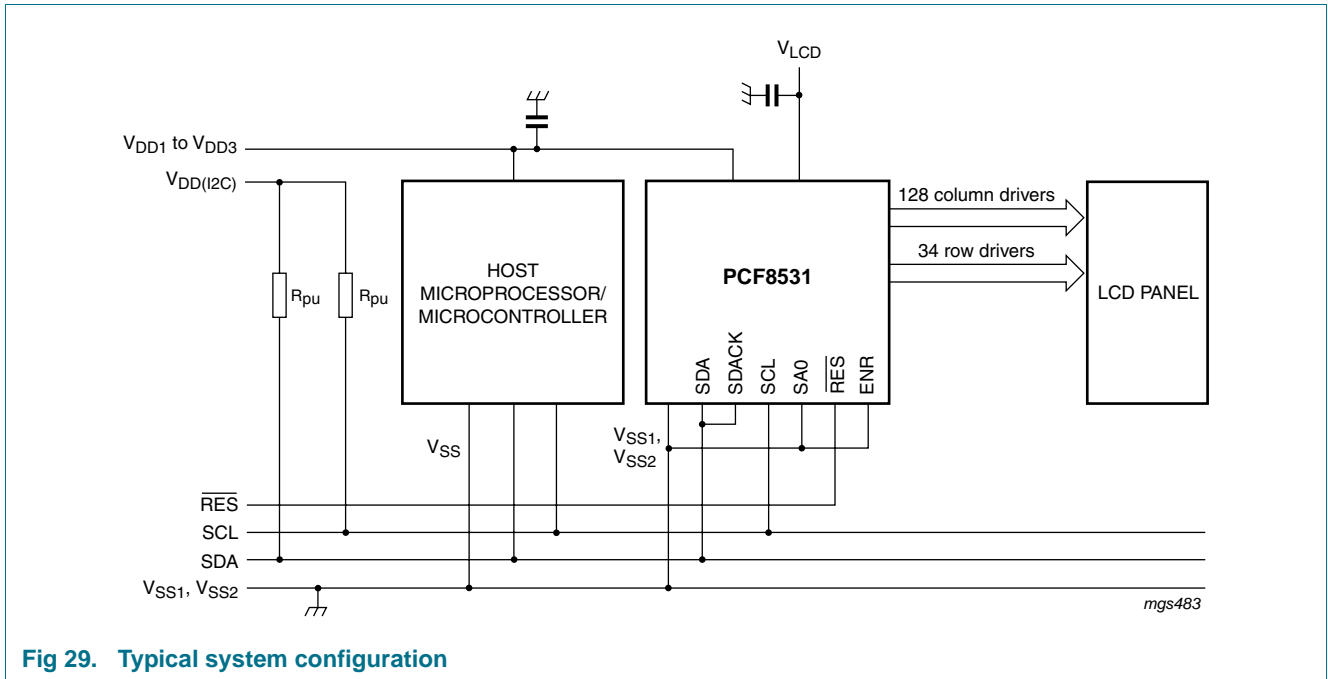 VLCD
VDD1 to VDD3
VDD(I2C)
Rpu
Rpu
HOST
MICROPROCESSOR/
MICROCONTROLLER
PCF8531
128 column drivers
34 row drivers
LCD PANEL
SDA
SDACK
SCL
SA0
RES
ENR
VSS
VSS1,
VSS2
RES
SCL
SDA
VSS1, VSS2
mgs483
Fig 29. Typical system configuration